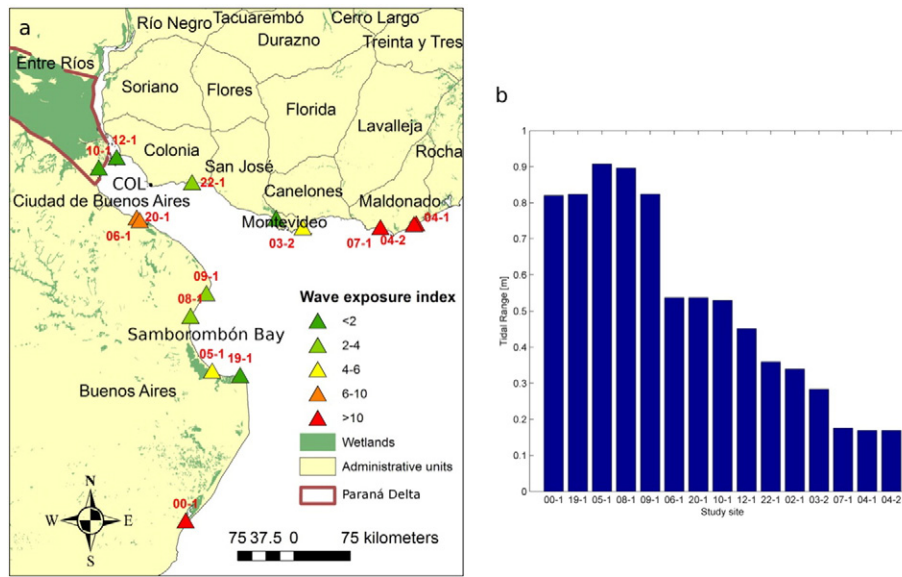 a
Río Negro
Tacuarembó
Cerro Largo
Durazno
Treinta y Tres
Entre Ríos
Soriano
Flores
Florida
Lavalleja
Rocha
12-1
10-1
Colonia
San José
COL.
22-1
Canelones
Ciudad de Buenos Aires
Maldonado
04-1
20-1
Montevideo
06-1
03-2
07-1
04-2
09-1
08-1
Samborombón Bay
05-1
19-1
Buenos Aires
00-1
Wave exposure index
<2
2-4
4-6
6-10
>10
Wetlands
Administrative units
Paraná Delta
N
W
E
S
75 37.5 0 75 kilometers
b
Tidal Range [m]
1
0.9
0.8
0.7
0.6
0.5
0.4
0.3
0.2
0.1
0
00-1 19-1 05-1 08-1 09-1 06-1 20-1 10-1 12-1 22-1 02-1 03-2 07-1 04-1 04-2
Study site